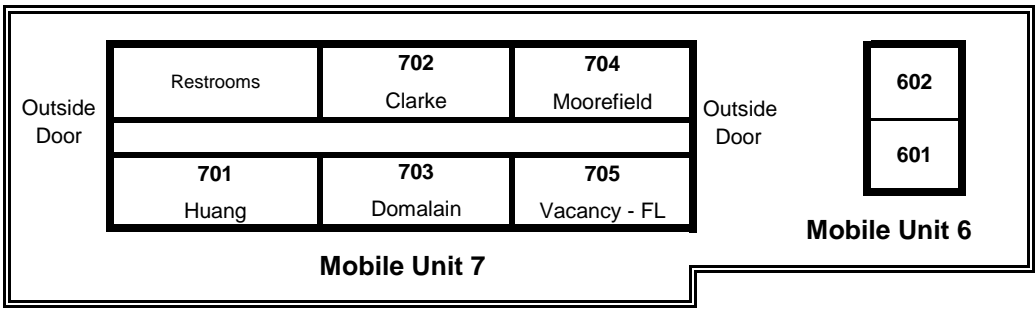 Restrooms
702
Clarke
704
Moorefield
602
Outside
Door
Outside
Door
601
701
Huang
703
Domalain
705
Vacancy - FL
Mobile Unit 6
Mobile Unit 7